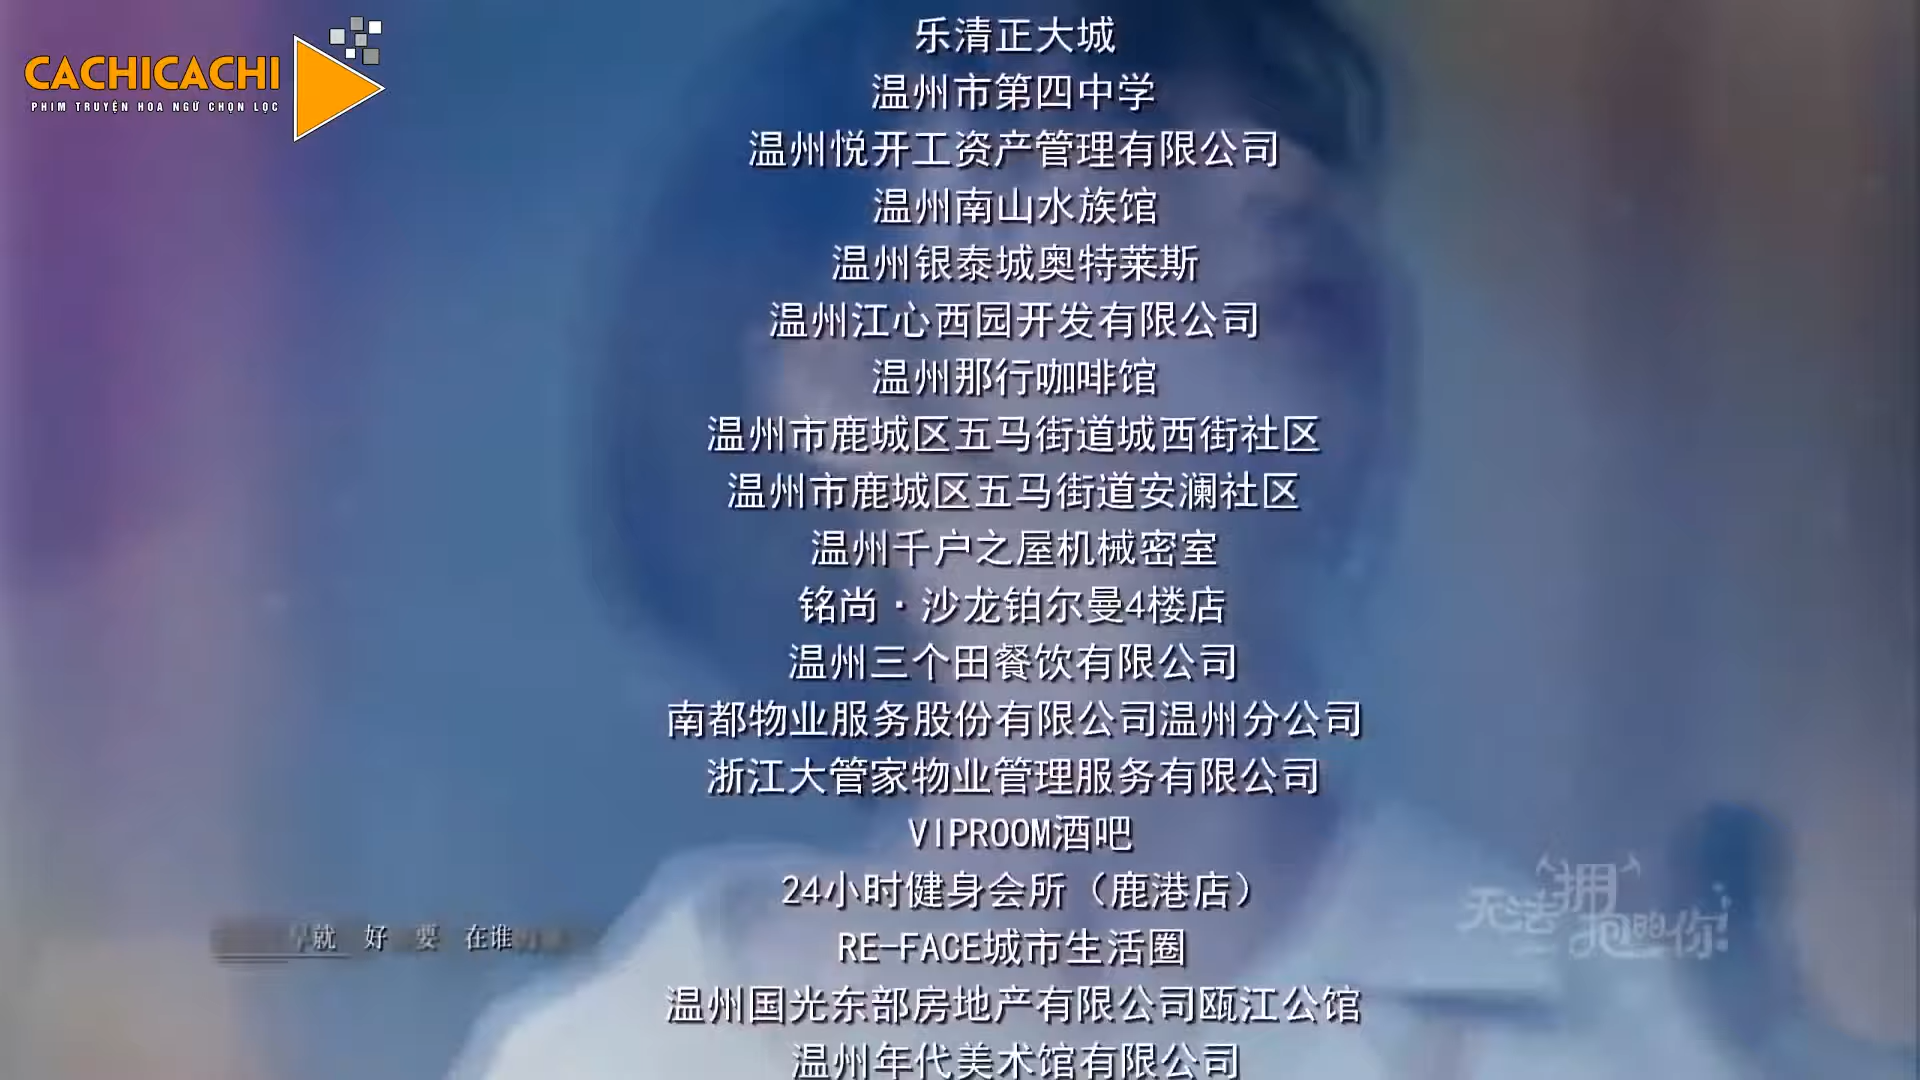 CACHICACHI
PHIM TRUYỆN HOA NGỮ CHỌN LỌC
乐清正大城
温州市第四中学
温州悦开工资产管理有限公司
温州南山水族馆
温州银泰城奥特莱斯
温州江心西园开发有限公司
温州那行咖啡馆
温州市鹿城区五马街道城西街社区
温州市鹿城区五马街道安澜社区
温州千户之屋机械密室
铭尚·沙龙铂尔曼4楼店
温州三个田餐饮有限公司
南都物业服务股份有限公司温州分公司
浙江大管家物业管理服务有限公司
VIPROOM酒吧
24小时健身会所（鹿港店）
早就 好 要 在谁
无法拥抱的你
RE-FACE城市生活圈
温州国光东部房地产有限公司瓯江公馆
温州年代美术馆有限公司